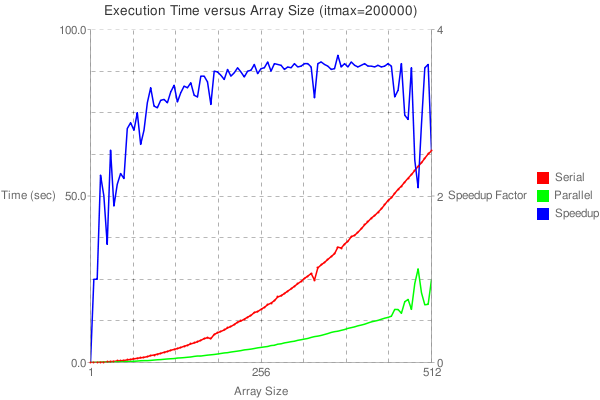 Execution Time versus Array Size (itmax=200000)
100.0
4
Time (sec)
50.0
2
Speedup Factor
Serial
Parallel
Speedup
0.0
0
1
256
512
Array Size